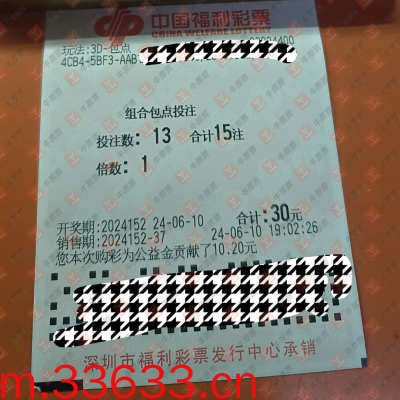 中国福利彩票
CHINA WELFARE LOTTERY
玩法:3D-包点
4CB4-5BF3-AAB
组合包点投注
投注数: 13 合计15注
倍数: 1
开奖期:2024152 24-06-10 合计:30元
销售期:2024152-37 24-06-10 19:02:26
您本次购彩为公益金贡献了10.20元
深圳市福利彩票发行中心承销
m.33633.cn